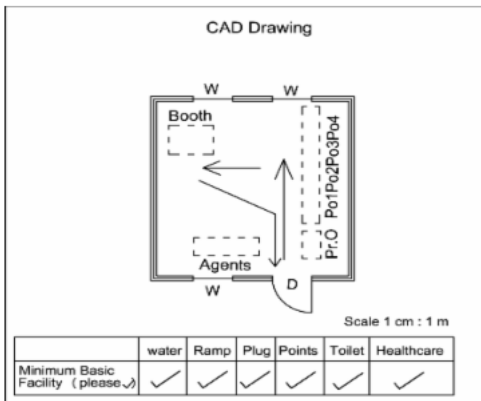 CAD Drawing
W W
Booth
Pr.O Po1Po2Po3Po4
Agents
D
W
Scale 1 cm : 1 m
water Ramp Plug Points Toilet Healthcare
Minimum Basic
Facility (please ✓) ✓ ✓ ✓ ✓ ✓ ✓